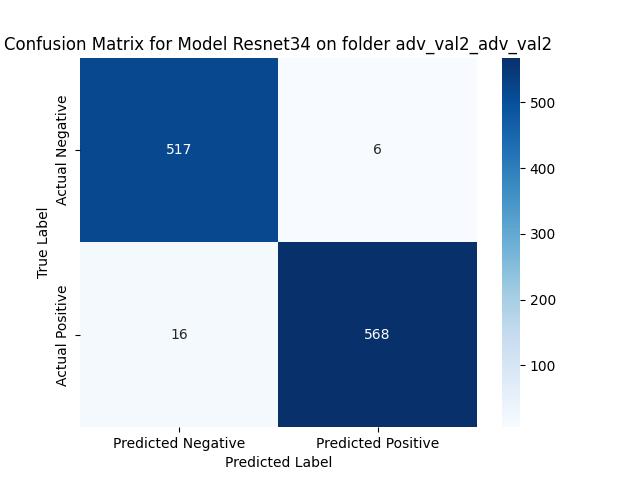 Confusion Matrix for Model Resnet34 on folder adv_val2_adv_val2
Actual Negative
Actual Positive
True Label
517
6
16
568
Predicted Negative
Predicted Positive
Predicted Label
500
400
300
200
100